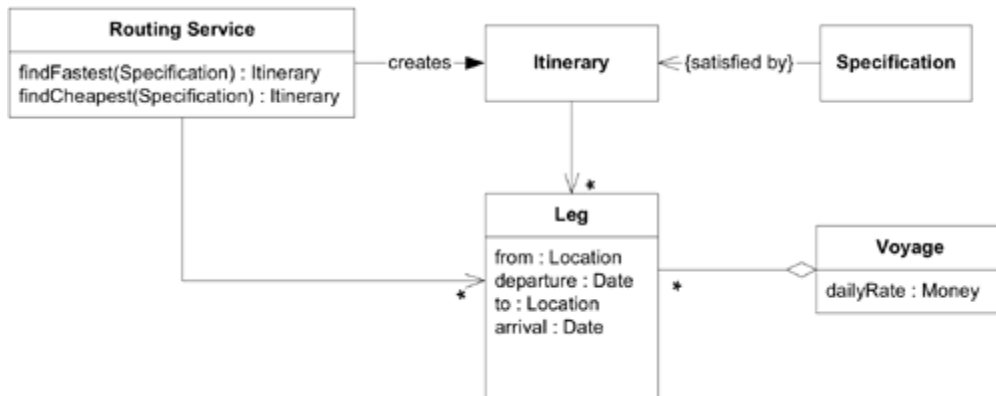 Routing Service
findFastest(Specification) : Itinerary
findCheapest(Specification) : Itinerary
creates
Itinerary
{satisfied by}
Specification
*
Leg
from : Location
departure : Date
to : Location
arrival : Date
*
*
Voyage
dailyRate : Money